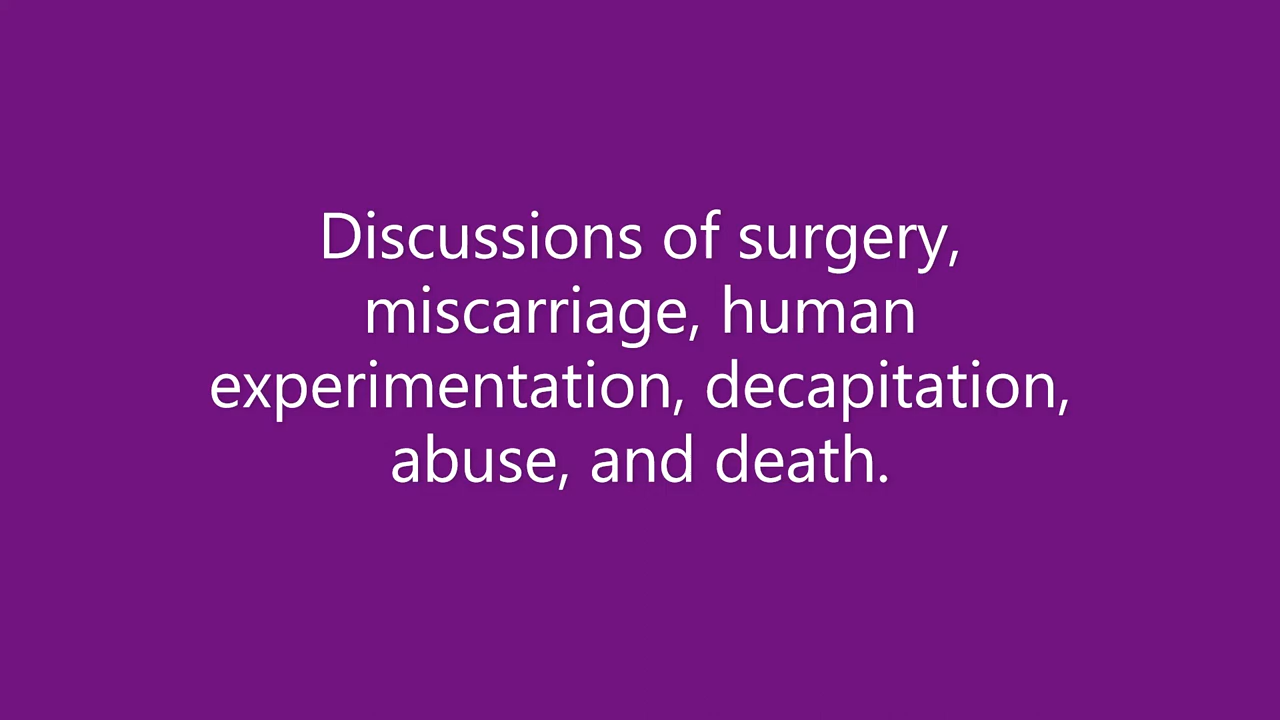 Discussions of surgery,
miscarriage, human
experimentation, decapitation,
abuse, and death.